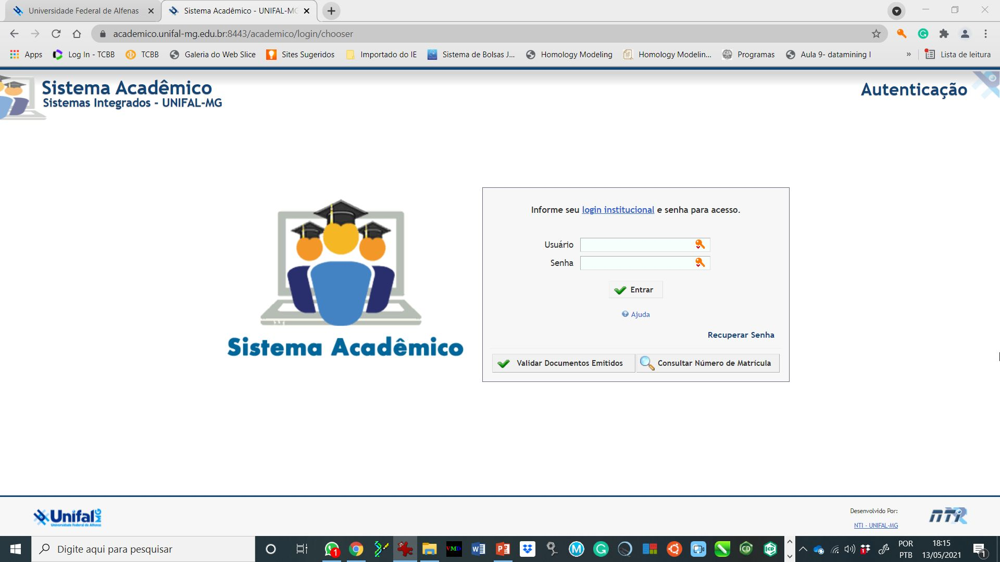 Universidade Federal de Alfenas
Sistema Acadêmico - UNIFAL-MG
academico.unifal-mg.edu.br:8443/academico/login/chooser
Apps
Log In - TCBB
TCBB
Galeria do Web Slice
Sites Sugeridos
Importado do IE
Sistema de Bolsas J...
Homology Modeling
Homology Modelin...
Programas
Aula 9- datamining I
»
Lista de leitura
Sistema Acadêmico
Sistemas Integrados - UNIFAL-MG
Autenticação
Informe seu login institucional e senha para acesso.
Usuário
Senha
Entrar
Ajuda
Recuperar Senha
Validar Documentos Emitidos
Consultar Número de Matrícula
Sistema Acadêmico
Unifal MG
Universidade Federal de Alfenas
Desenvolvido Por:
NTI - UNIFAL-MG
NTI
Digite aqui para pesquisar
1
VMD
W
P
M
G
CD
ICD
1
POR
PTB
18:15
13/05/2021
1